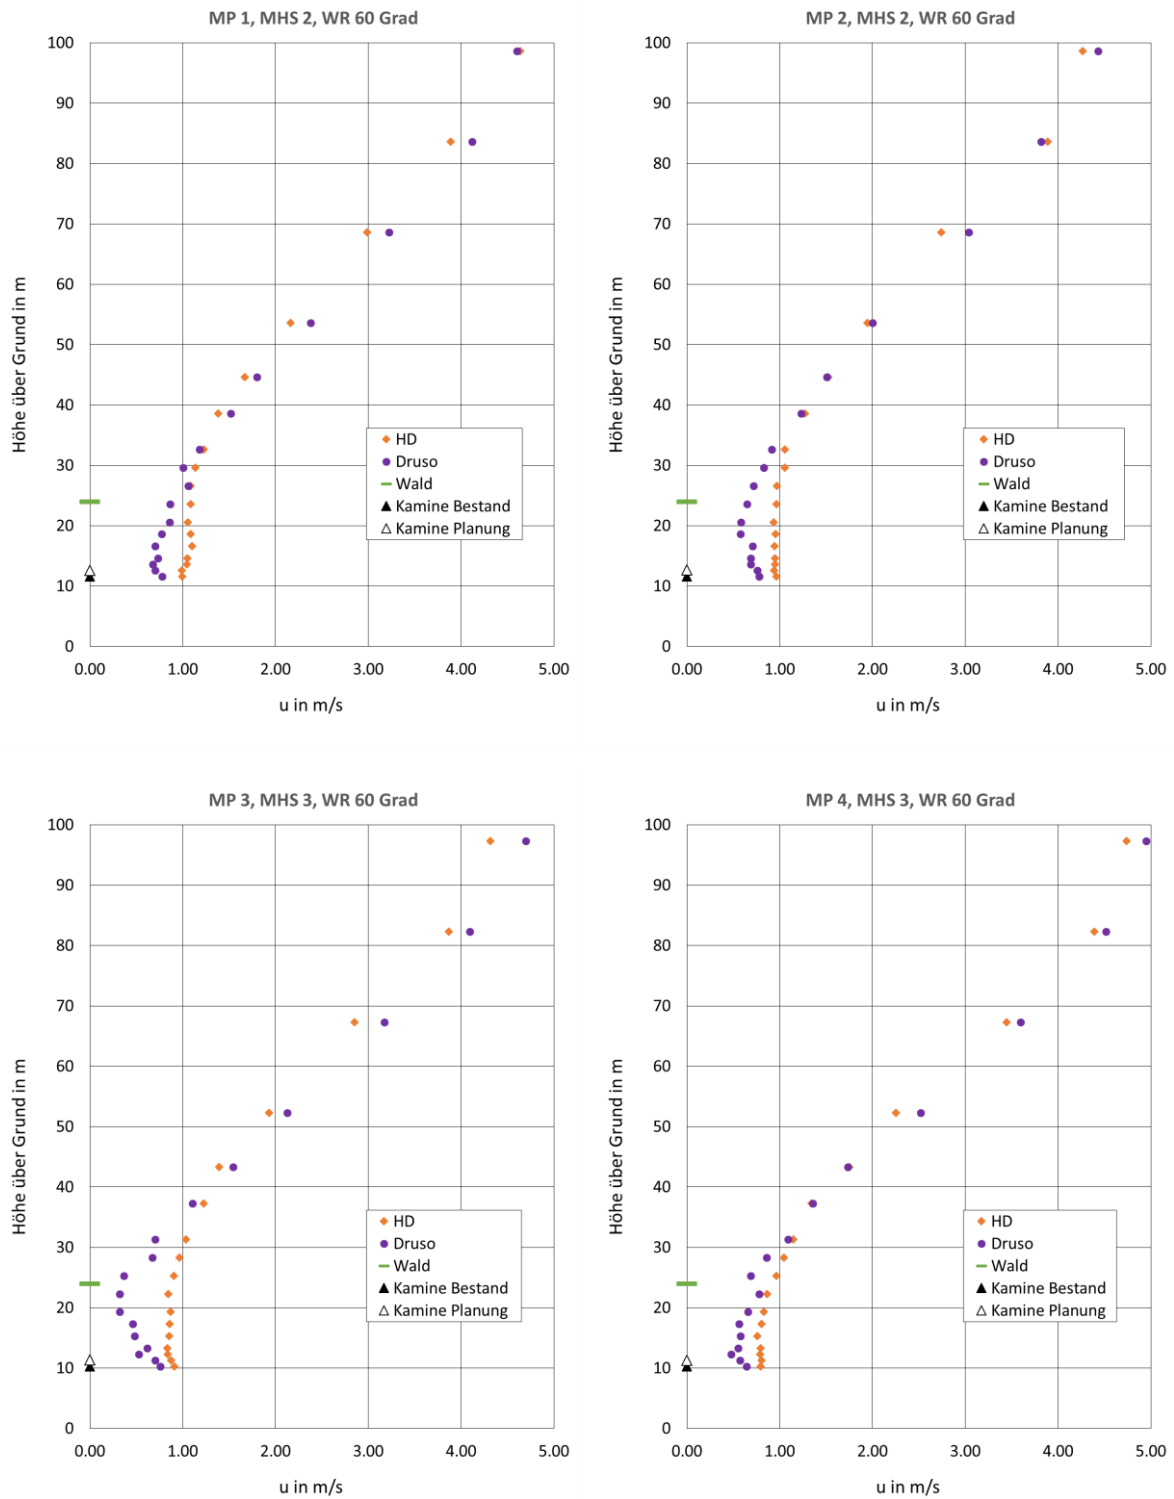 MP 1, MHS 2, WR 60 Grad
Höhe über Grund in m
100
90
80
70
60
50
40
30
20
10
0
0.00 1.00 2.00 3.00 4.00 5.00
u in m/s
HD
Druso
Wald
Kamine Bestand
Kamine Planung
MP 2, MHS 2, WR 60 Grad
Höhe über Grund in m
100
90
80
70
60
50
40
30
20
10
0
0.00 1.00 2.00 3.00 4.00 5.00
u in m/s
HD
Druso
Wald
Kamine Bestand
Kamine Planung
MP 3, MHS 3, WR 60 Grad
Höhe über Grund in m
100
90
80
70
60
50
40
30
20
10
0
0.00 1.00 2.00 3.00 4.00 5.00
u in m/s
HD
Druso
Wald
Kamine Bestand
Kamine Planung
MP 4, MHS 3, WR 60 Grad
Höhe über Grund in m
100
90
80
70
60
50
40
30
20
10
0
0.00 1.00 2.00 3.00 4.00 5.00
u in m/s
HD
Druso
Wald
Kamine Bestand
Kamine Planung